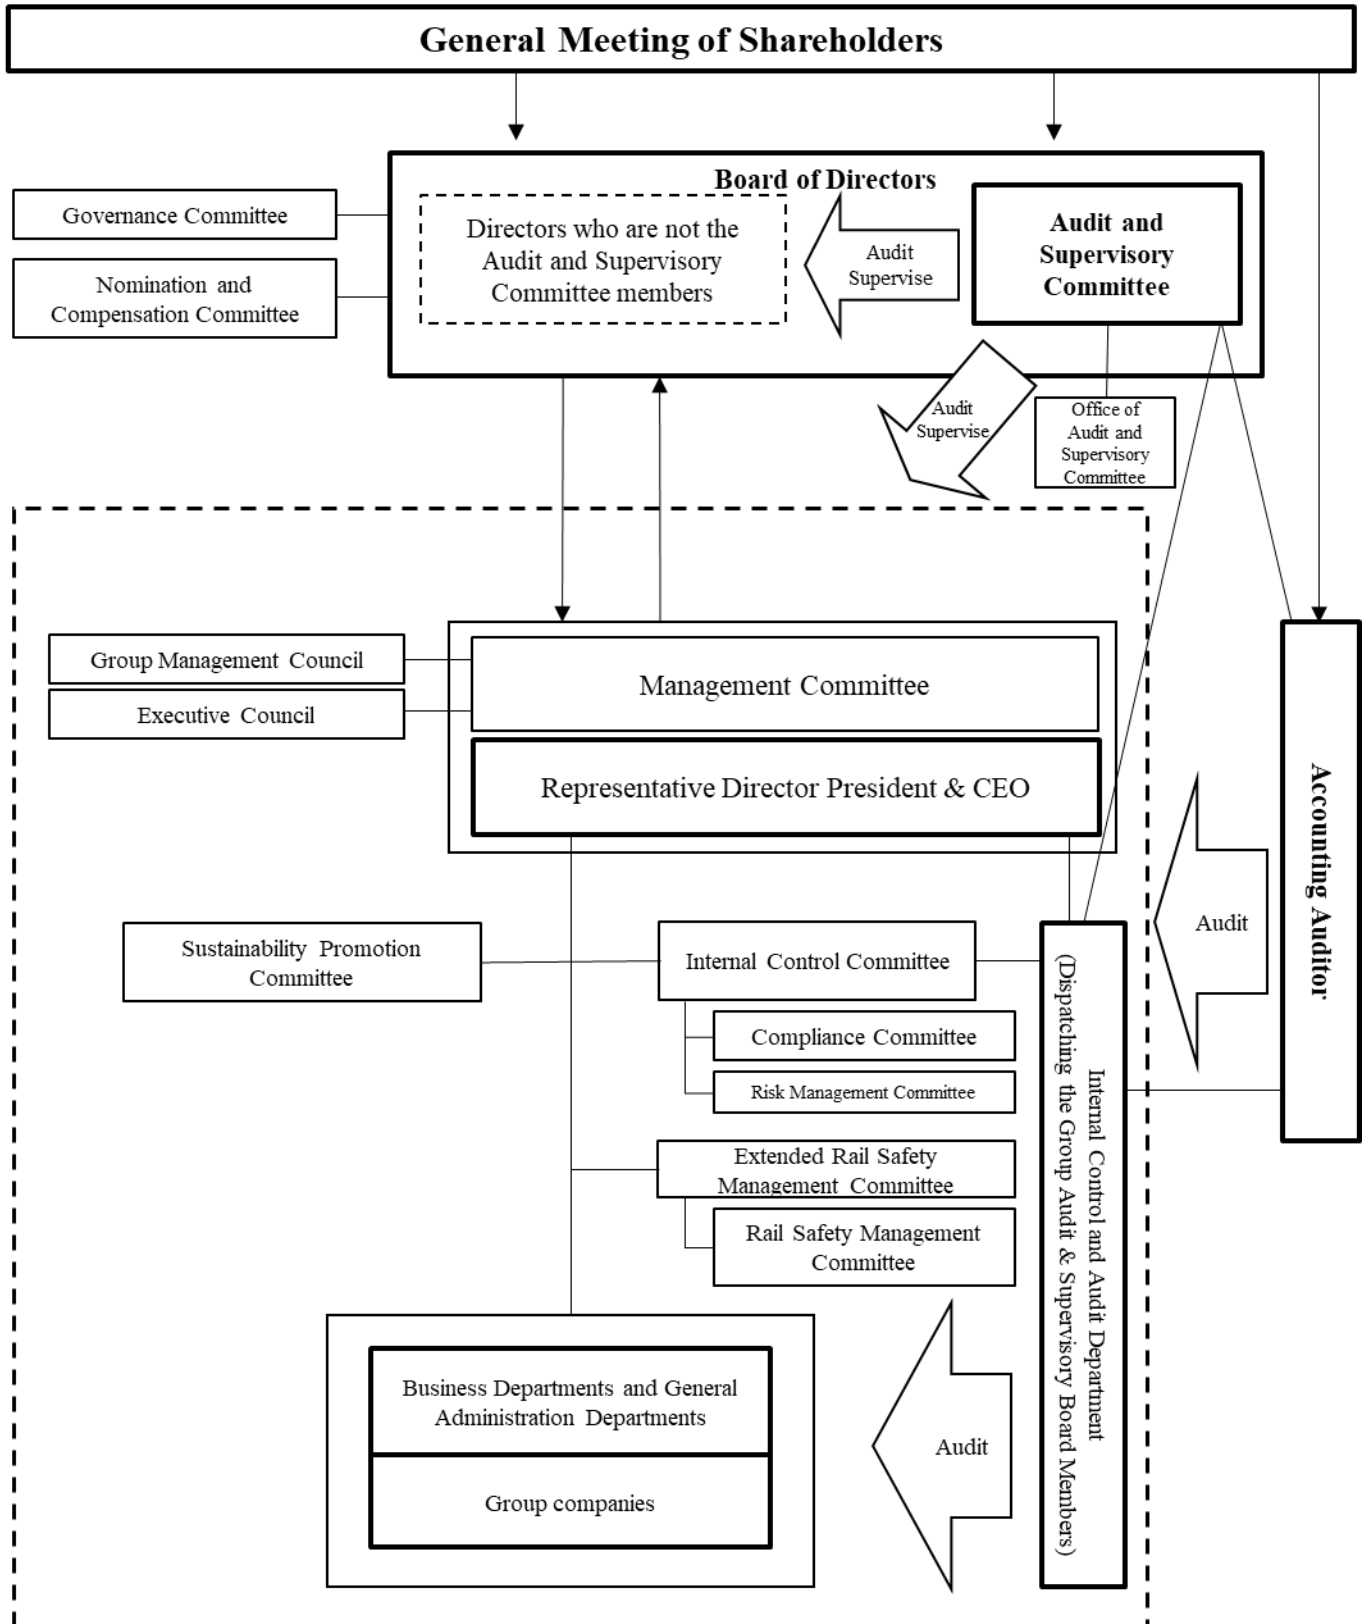 General Meeting of Shareholders
Board of Directors
Governance Committee
Nomination and
Compensation Committee
Directors who are not the
Audit and Supervisory
Committee members
Audit
Supervise
Audit and
Supervisory
Committee
Audit
Supervise
Office of
Audit and
Supervisory
Committee
Group Management Council
Executive Council
Management Committee
Representative Director President & CEO
Accounting Auditor
Audit
Sustainability Promotion
Committee
Internal Control Committee
Compliance Committee
Risk Management Committee
Extended Rail Safety
Management Committee
Rail Safety Management
Committee
Internal Control and Audit Department
(Dispatching the Group Audit & Supervisory Board Members)
Business Departments and General
Administration Departments
Group companies
Audit